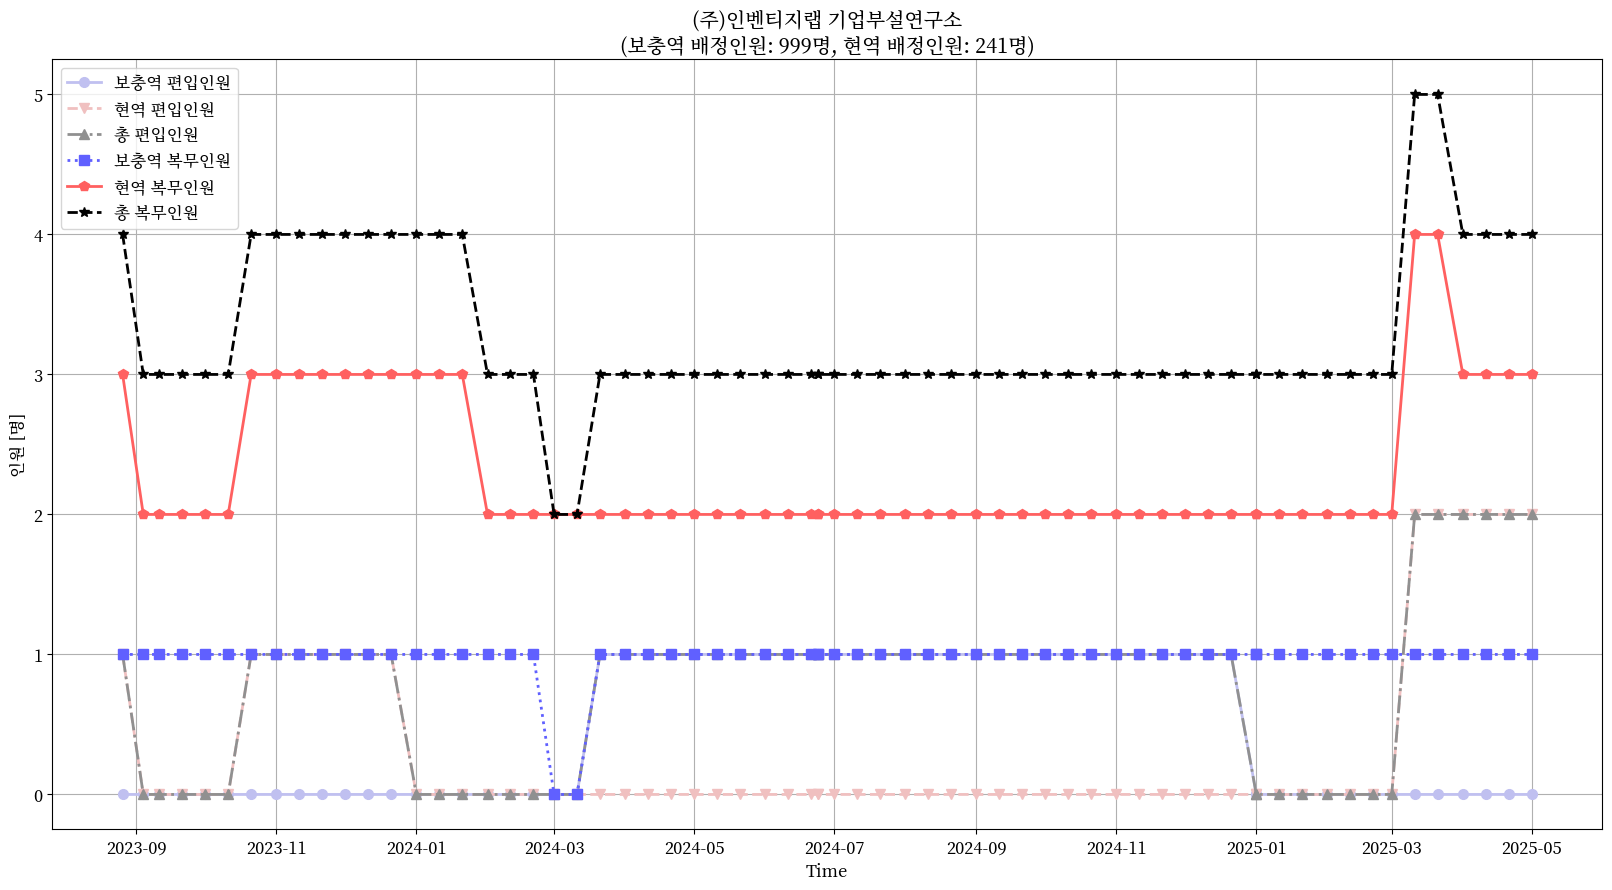 (주)인벤티지랩 기업부설연구소
(보충역 배정인원: 999명, 현역 배정인원: 241명)
보충역 편입인원
현역 편입인원
총 편입인원
보충역 복무인원
현역 복무인원
총 복무인원
5
4
3
2
1
0
인원 [명]
2023-09
2023-11
2024-01
2024-03
2024-05
2024-07
2024-09
2024-11
2025-01
2025-03
2025-05
Time